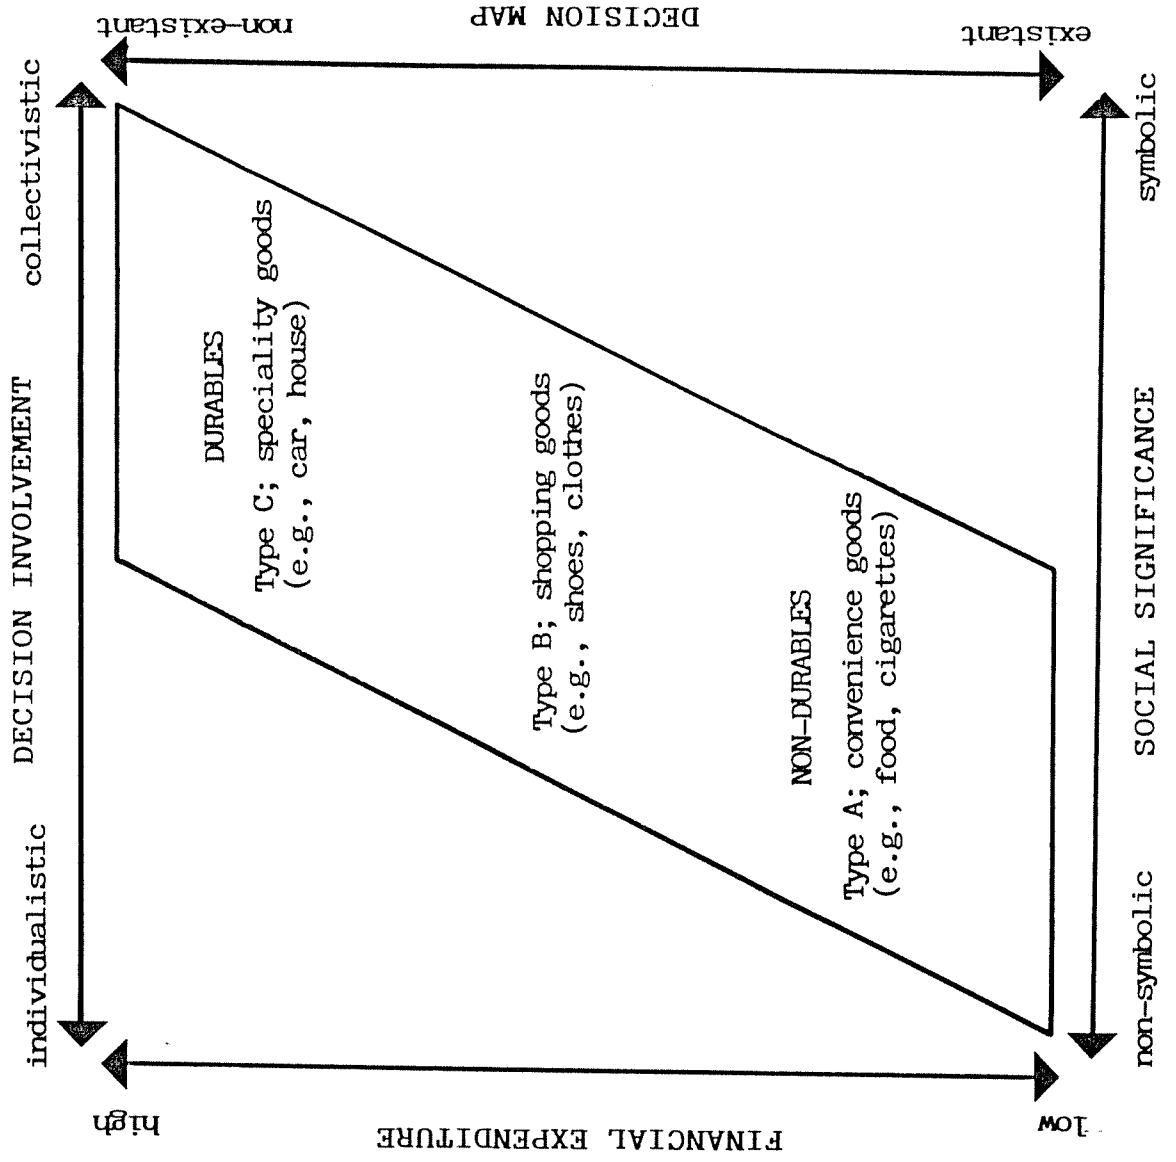 DECISION INVOLVEMENT
individualistic
collectivistic
FINANCIAL EXPENDITURE
high
low
DECISION MAP
non-existant
existant
DURABLES
Type C; speciality goods
(e.g., car, house)
Type B; shopping goods
(e.g., shoes, clothes)
NON-DURABLES
Type A; convenience goods
(e.g., food, cigarettes)
non-symbolic
symbolic
SOCIAL SIGNIFICANCE